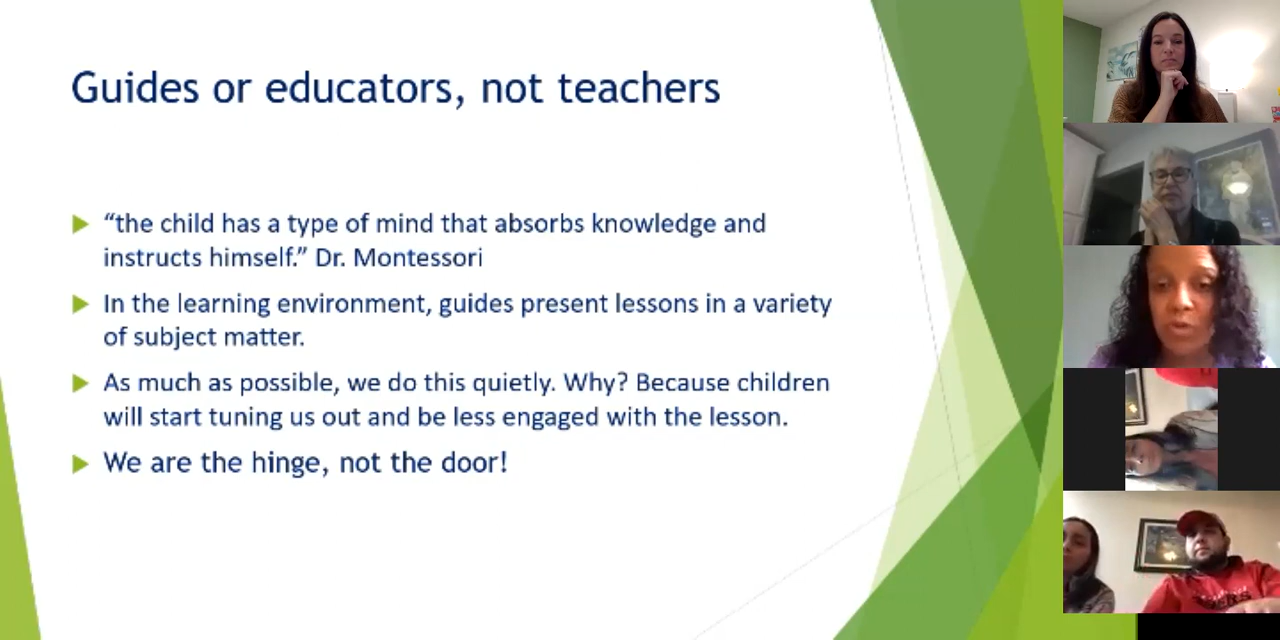 Guides or educators, not teachers
“the child has a type of mind that absorbs knowledge and
instructs himself.” Dr. Montessori
In the learning environment, guides present lessons in a variety
of subject matter.
As much as possible, we do this quietly. Why? Because children
will start tuning us out and be less engaged with the lesson.
We are the hinge, not the door!